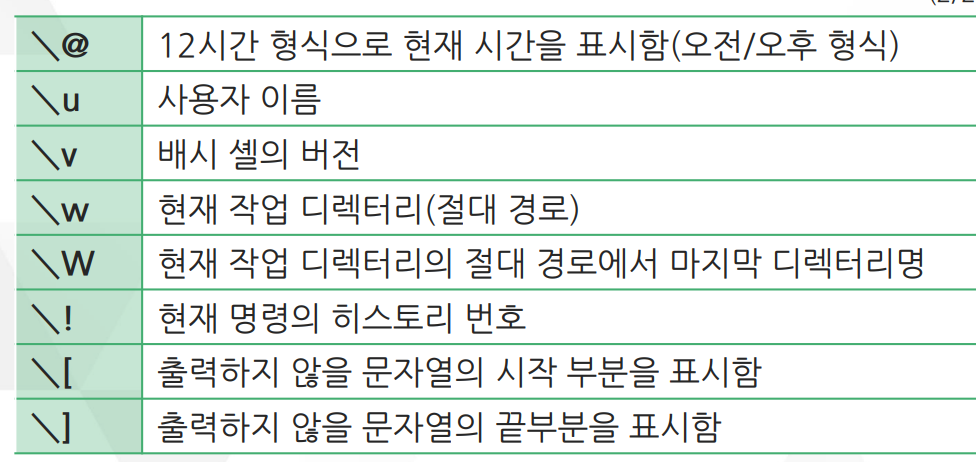 \@ 12시간 형식으로 현재 시간을 표시함(오전/오후 형식)
\u 사용자 이름
\v 배시 셸의 버전
\w 현재 작업 디렉터리(절대 경로)
\W 현재 작업 디렉터리의 절대 경로에서 마지막 디렉터리명
\! 현재 명령의 히스토리 번호
\[ 출력하지 않을 문자열의 시작 부분을 표시함
\] 출력하지 않을 문자열의 끝부분을 표시함